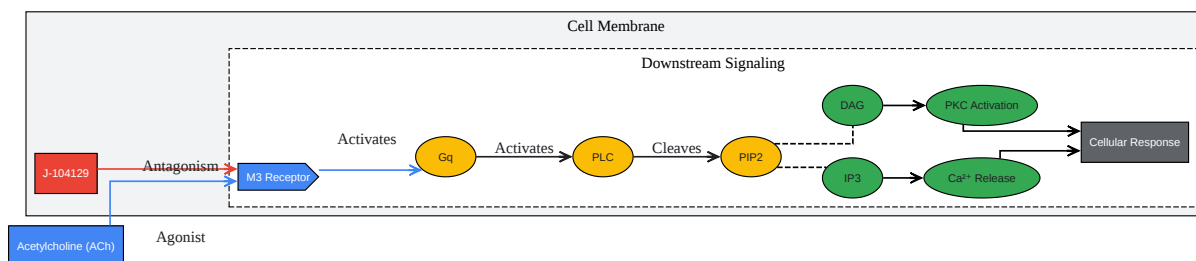 Cell Membrane
Downstream Signaling
DAG
PKC Activation
Activates
Gq
Activates
PLC
Cleaves
PIP2
Cellular Response
J-104129
Antagonism
M3 Receptor
IP3
Ca²⁺ Release
Acetylcholine (ACh)
Agonist